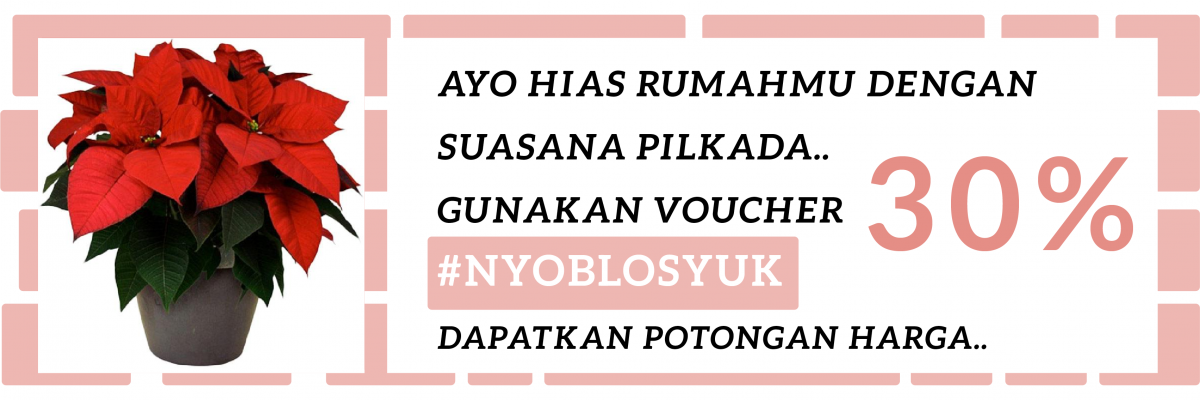 AYO HIAS RUMAHMU DENGAN
SUASANA PILKADA..
GUNAKAN VOUCHER
30%
#NYOBLOSYUK
DAPATKAN POTONGAN HARGA..